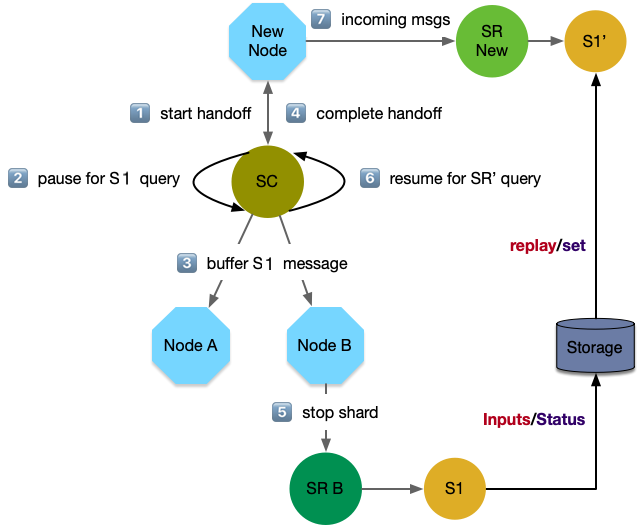 7 incoming msgs
New
Node
SR
New
S1’
1 start handoff
4 complete handoff
2 pause for S1 query
SC
6 resume for SR’ query
replay/set
3 buffer S1 message
Node A
Node B
Storage
5 stop shard
Inputs/Status
SR B
S1